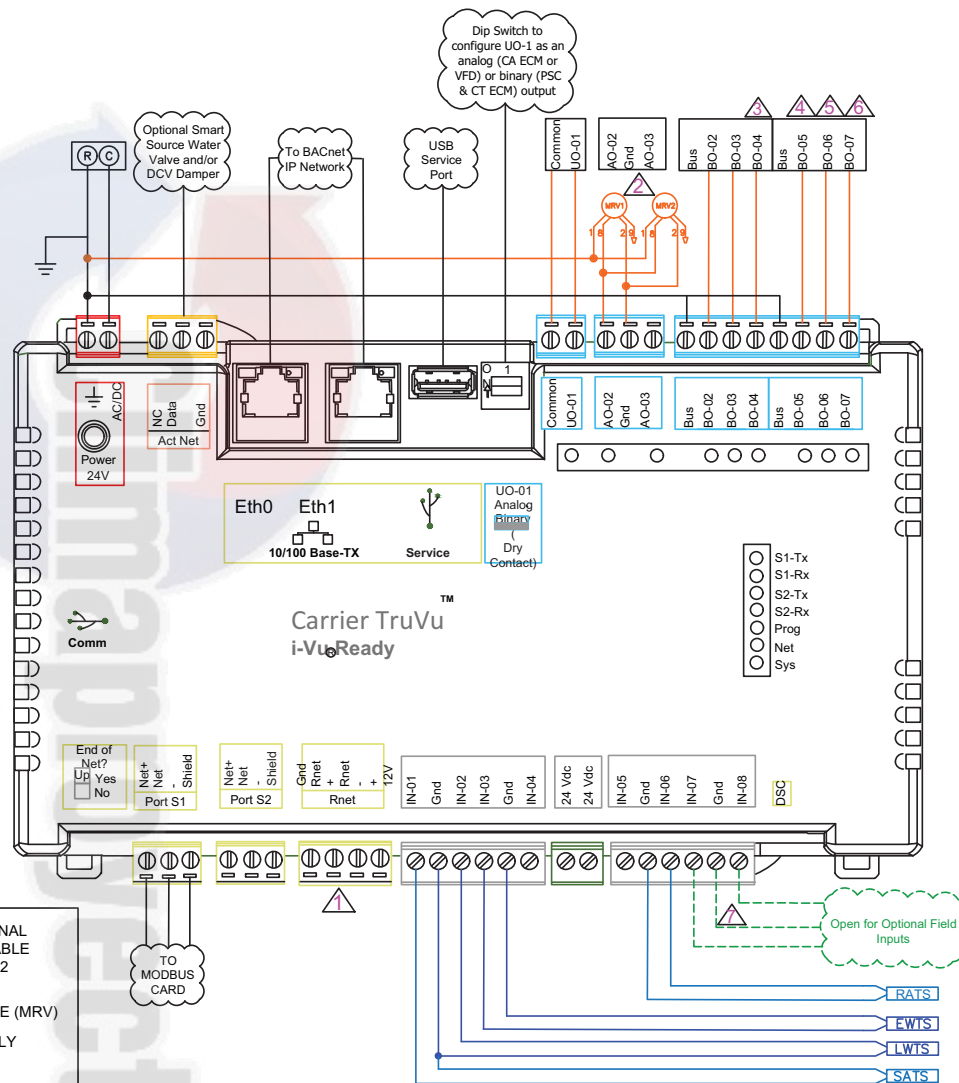 Dip Switch to
configure UO-1 as an
analog (CA ECM or
VFD) or binary (PSC
& CT ECM) output
Optional Smart
Source Water
Valve and/or
DCV Damper
To BACnet
IP Network
USB
Service
Port
R C
Common
UO-01
AO-02
Gnd
AO-03
Bus
BO-02
BO-03
BO-04
Bus
BO-05
BO-06
BO-07
3
4
5
6
2
MRV1
MRV2
1 8 2 9 1 8 2 9
AC/DC
Power
24V
NC
Data
Gnd
Act Net
O
N
1
Common
UO-01
AO-02
Gnd
AO-03
Bus
BO-02
BO-03
BO-04
Bus
BO-05
BO-06
BO-07
Eth0 Eth1
10/100 Base-TX
Service
UO-01
Analog
Binary
(
Dry
Contact)
S1-Tx
S1-Rx
S2-Tx
S2-Rx
Prog
Net
Sys
Comm
Carrier TruVu
TM
i-Vu® Ready
End of
Net?
Up Yes
No
Net+
Net
-
Shield
Port S1
Net+
Net
-
Shield
Port S2
Gnd
Rnet
+
Rnet
-
+
12V
Rnet
IN-01
Gnd
IN-02
IN-03
Gnd
IN-04
24 Vdc
24 Vdc
IN-05
Gnd
IN-06
IN-07
Gnd
IN-08
DSC
1
7
Open for Optional Field
Inputs
TO
MODBUS
CARD
NAL
ABLE
2
E (MRV)
LY
RATS
EWTS
LWTS
SATS
climapproyect